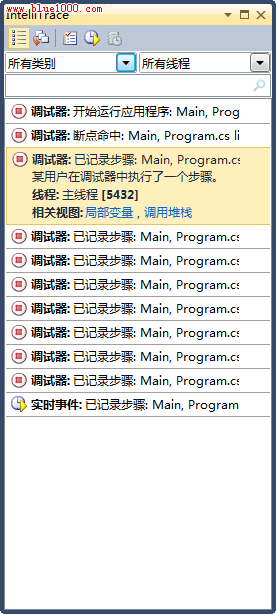 www.blue1000.com
IntelliTrace
所有类别 所有线程
调试器: 开始运行应用程序: Main, Prog
调试器: 断点命中: Main, Program.cs li
调试器: 已记录步骤: Main, Program.cs
某用户在调试器中执行了一个步骤。
线程: 主线程 [5432]
相关视图: 局部变量 , 调用堆栈
调试器: 已记录步骤: Main, Program.cs
调试器: 已记录步骤: Main, Program.cs
调试器: 已记录步骤: Main, Program.cs
调试器: 已记录步骤: Main, Program.cs
调试器: 已记录步骤: Main, Program.cs
调试器: 已记录步骤: Main, Program.cs
调试器: 已记录步骤: Main, Program.cs
实时事件: 已记录步骤: Main, Program